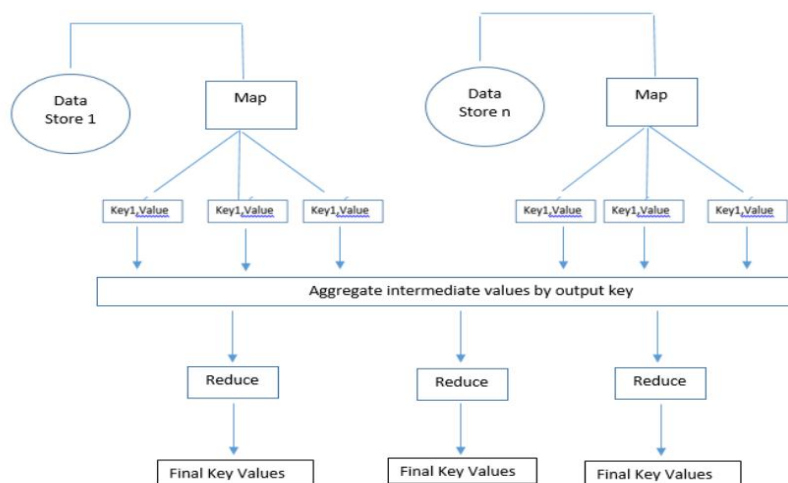 Data
Store 1
Map
Data
Store n
Map
Key1,Value
Key1,Value
Key1,Value
Key1,Value
Key1,Value
Key1,Value
Aggregate intermediate values by output key
Reduce
Reduce
Reduce
Final Key Values
Final Key Values
Final Key Values